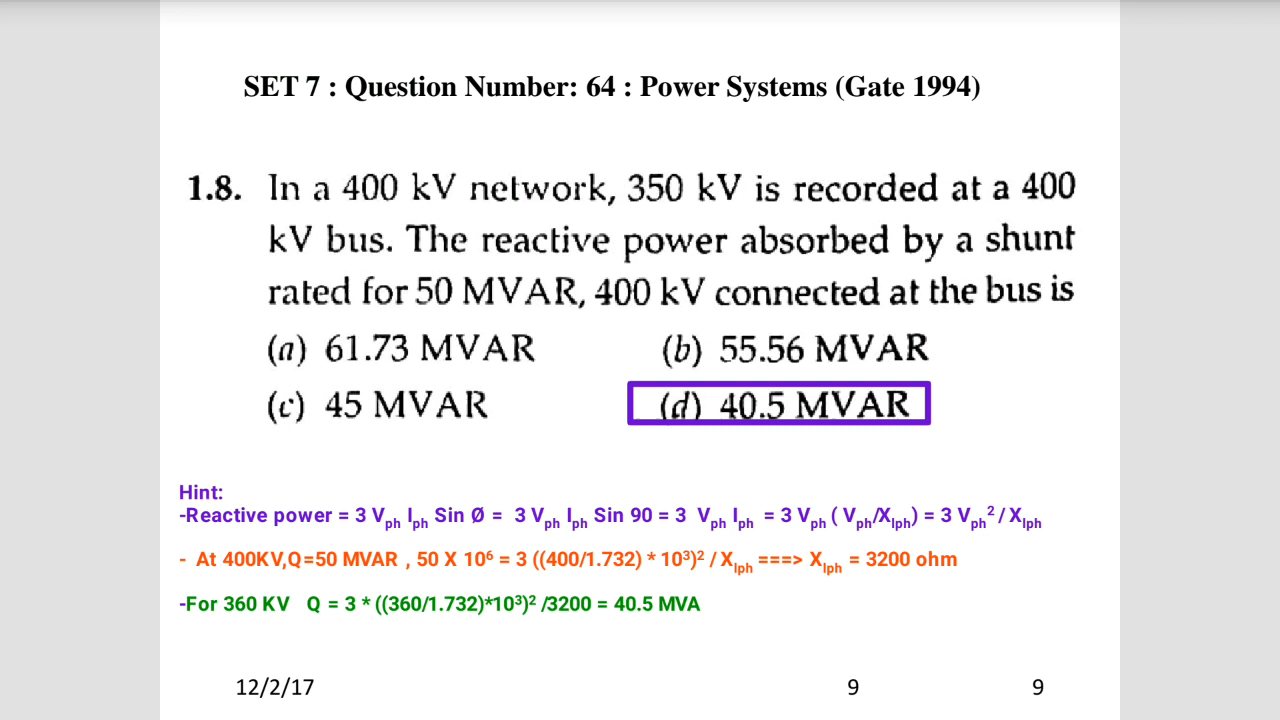 SET 7 : Question Number: 64 : Power Systems (Gate 1994)
1.8. In a 400 kV network, 350 kV is recorded at a 400
kV bus. The reactive power absorbed by a shunt
rated for 50 MVAR, 400 kV connected at the bus is
(a) 61.73 MVAR (b) 55.56 MVAR
(c) 45 MVAR (d) 40.5 MVAR
Hint:
-Reactive power = 3 Vph Iph Sin Ø = 3 Vph Iph Sin 90 = 3 Vph Iph = 3 Vph ( Vph/Xlph) = 3 Vph² / Xlph
- At 400KV,Q=50 MVAR , 50 X 10⁶ = 3 ((400/1.732) * 10³)² / Xlph ===> Xlph = 3200 ohm
-For 360 KV Q = 3 * ((360/1.732)*10³)² /3200 = 40.5 MVA
12/2/17 9 9